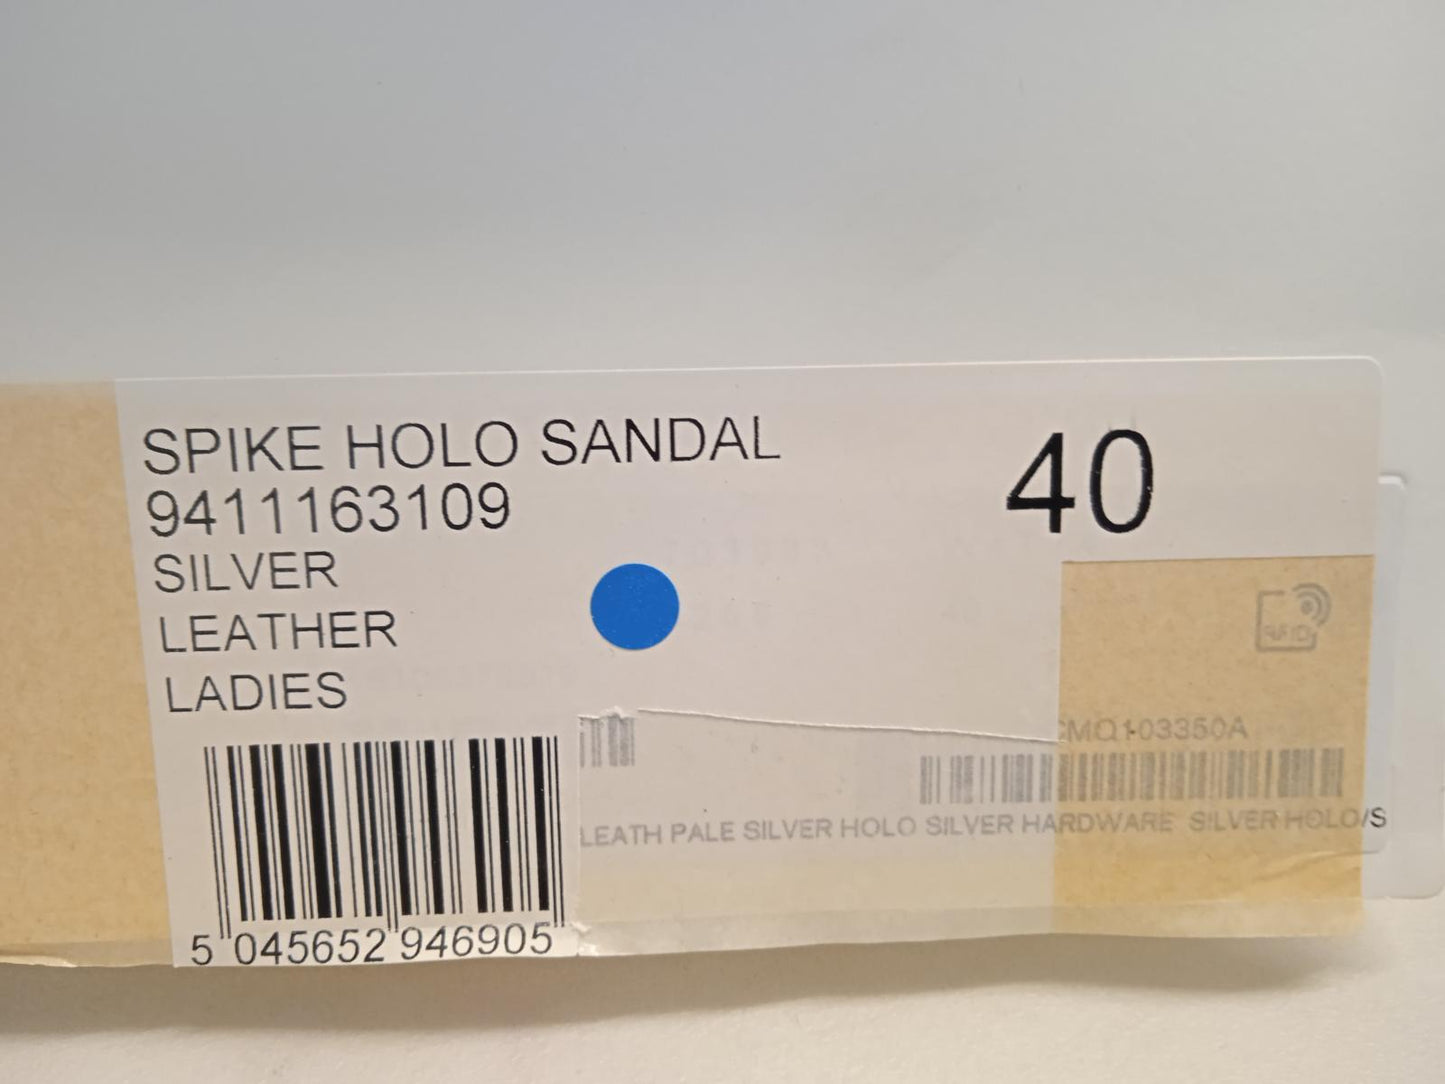 SPIKE HOLO SANDAL
40
9411163109
SILVER
LEATHER
LADIES
RFID
CMQ103350A
LEATH PALE SILVER HOLO SILVER HARDWARE SILVER HOLO/S
5 045652 946905